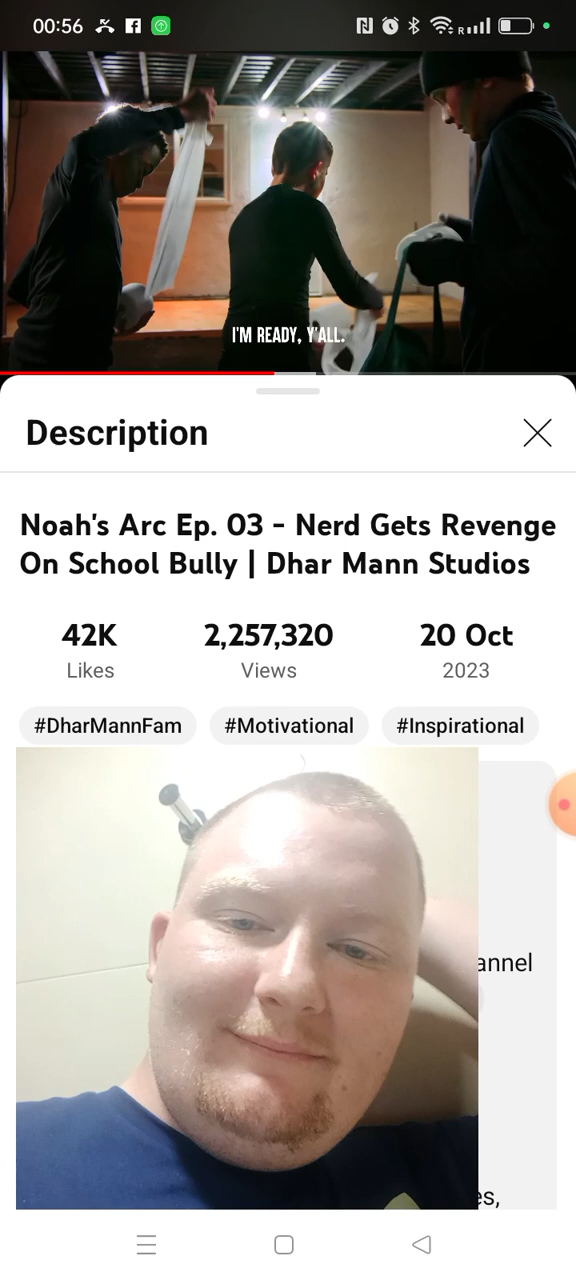 00:56
R
I'M READY, Y'ALL.
Description
Noah's Arc Ep. 03 - Nerd Gets Revenge
On School Bully | Dhar Mann Studios
42K
2,257,320
20 Oct
Likes
Views
2023
#DharMannFam
#Motivational
#Inspirational
annel
es,